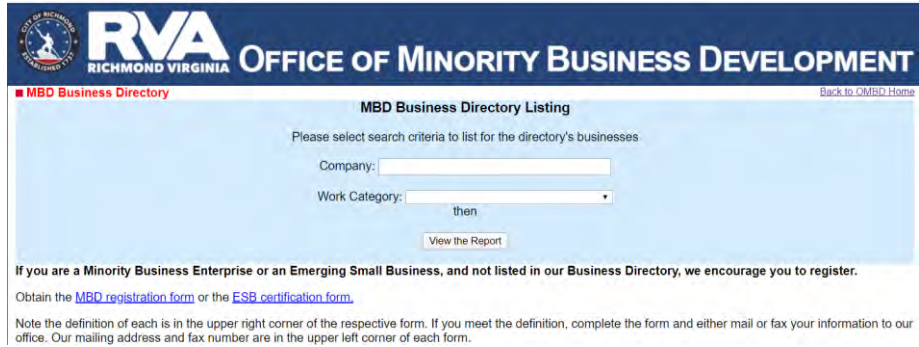 CITY OF RICHMOND
RVA
RICHMOND VIRGINIA
OFFICE OF MINORITY BUSINESS DEVELOPMENT
MBD Business Directory
Back to OMBD Home
MBD Business Directory Listing
Please select search criteria to list for the directory's businesses
Company:
Work Category:
then
View the Report
If you are a Minority Business Enterprise or an Emerging Small Business, and not listed in our Business Directory, we encourage you to register.
Obtain the MBD registration form or the ESB certification form.
Note the definition of each is in the upper right corner of the respective form. If you meet the definition, complete the form and either mail or fax your information to our
office. Our mailing address and fax number are in the upper left corner of each form.